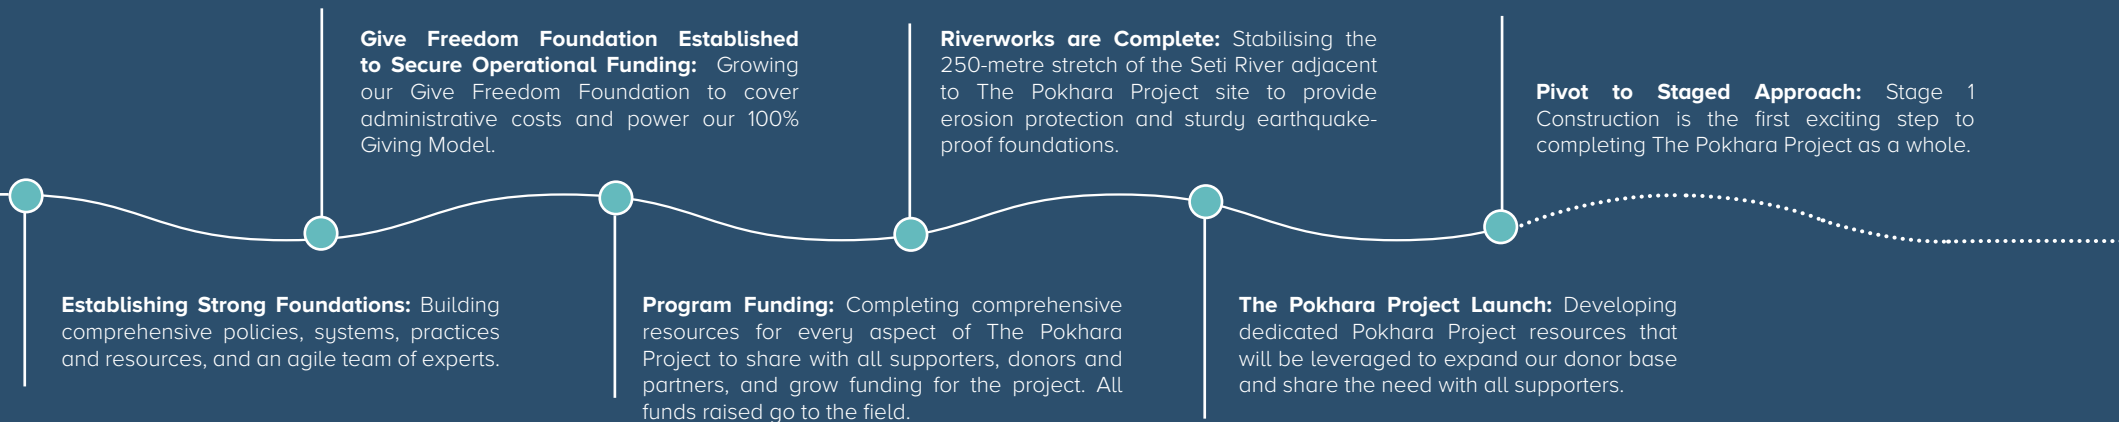 Give Freedom Foundation Established
to Secure Operational Funding: Growing
our Give Freedom Foundation to cover
administrative costs and power our 100%
Giving Model.
Riverworks are Complete: Stabilising the
250-metre stretch of the Seti River adjacent
to The Pokhara Project site to provide
erosion protection and sturdy earthquake-
proof foundations.
Pivot to Staged Approach: Stage 1
Construction is the first exciting step to
completing The Pokhara Project as a whole.
Establishing Strong Foundations: Building
comprehensive policies, systems, practices
and resources, and an agile team of experts.
Program Funding: Completing comprehensive
resources for every aspect of The Pokhara
Project to share with all supporters, donors and
partners, and grow funding for the project. All
funds raised go to the field.
The Pokhara Project Launch: Developing
dedicated Pokhara Project resources that
will be leveraged to expand our donor base
and share the need with all supporters.